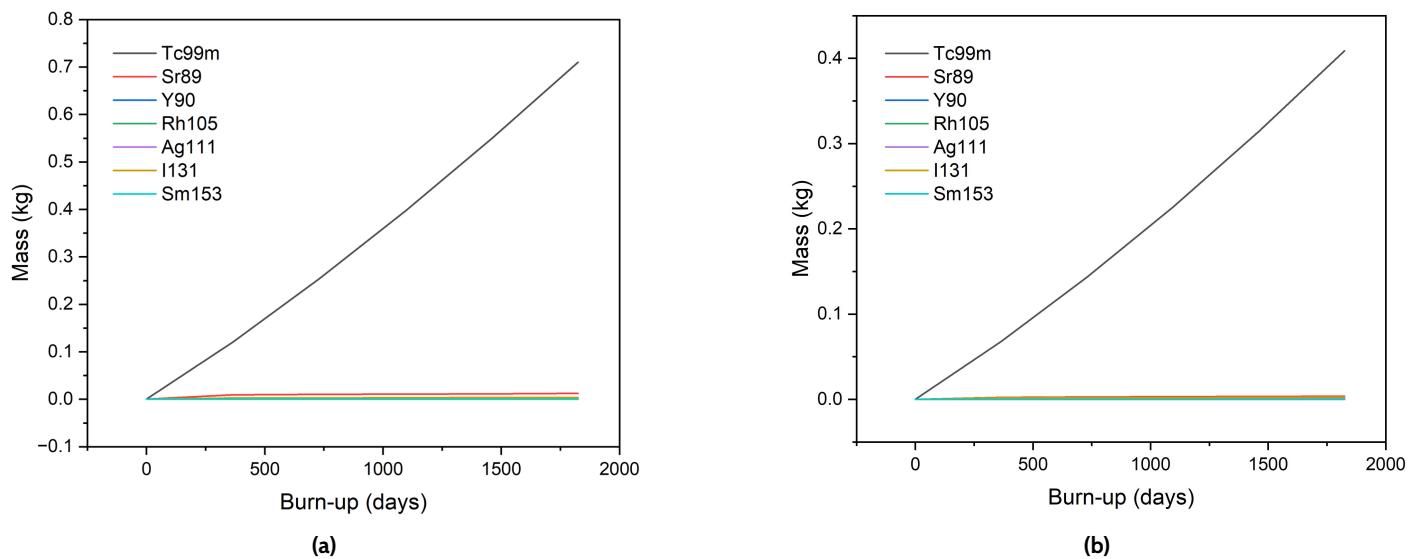 0.8
0.7
0.6
0.5
0.4
0.3
0.2
0.1
0.0
−0.1
Mass (kg)
Tc99m
Sr89
Y90
Rh105
Ag111
I131
Sm153
0 500 1000 1500 2000
Burn-up (days)
(a)
0.4
0.3
0.2
0.1
0.0
Mass (kg)
Tc99m
Sr89
Y90
Rh105
Ag111
I131
Sm153
0 500 1000 1500 2000
Burn-up (days)
(b)